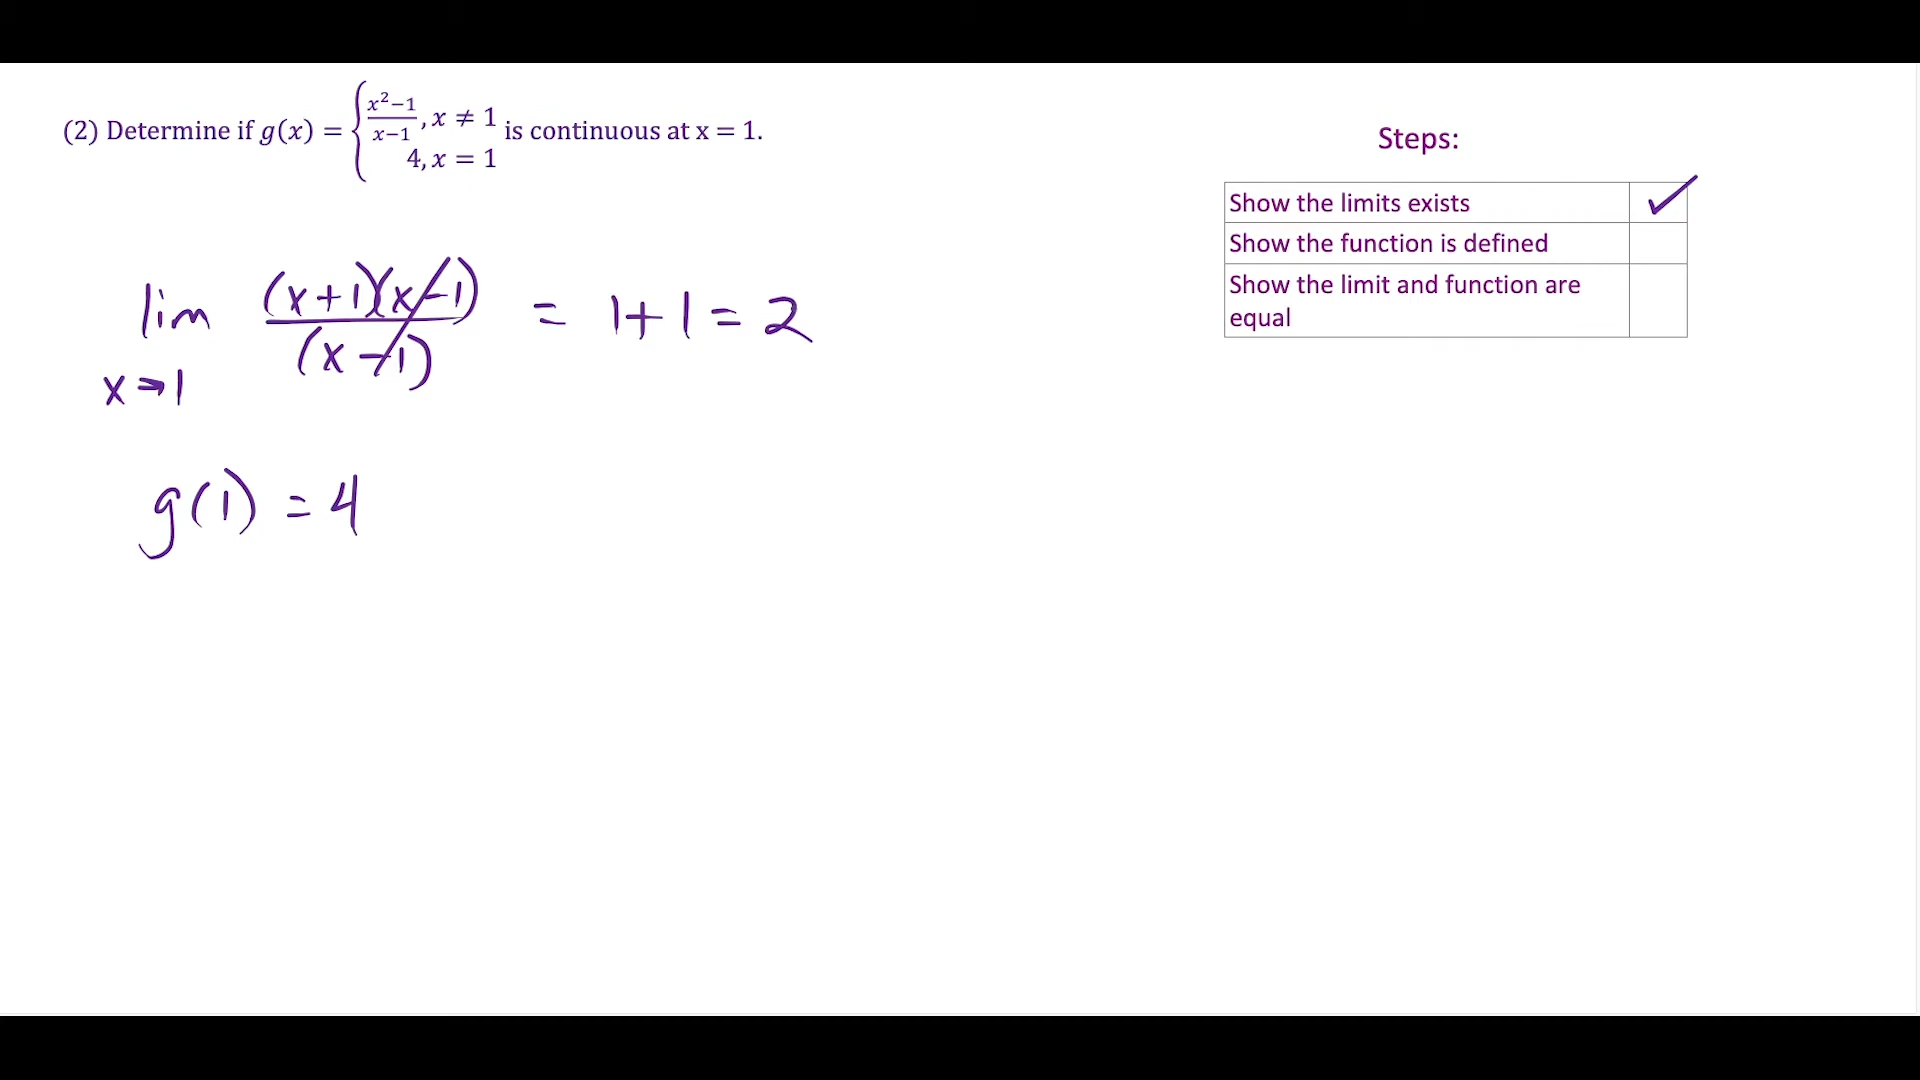 (2) Determine if g(x) = { x²−1 / x−1 , x ≠ 1
4, x = 1 is continuous at x = 1.
Steps:
Show the limits exists ✓
Show the function is defined
Show the limit and function are
equal
lim x→1 (x+1)(x−1) / (x−1) = 1+1 = 2
g(1) = 4